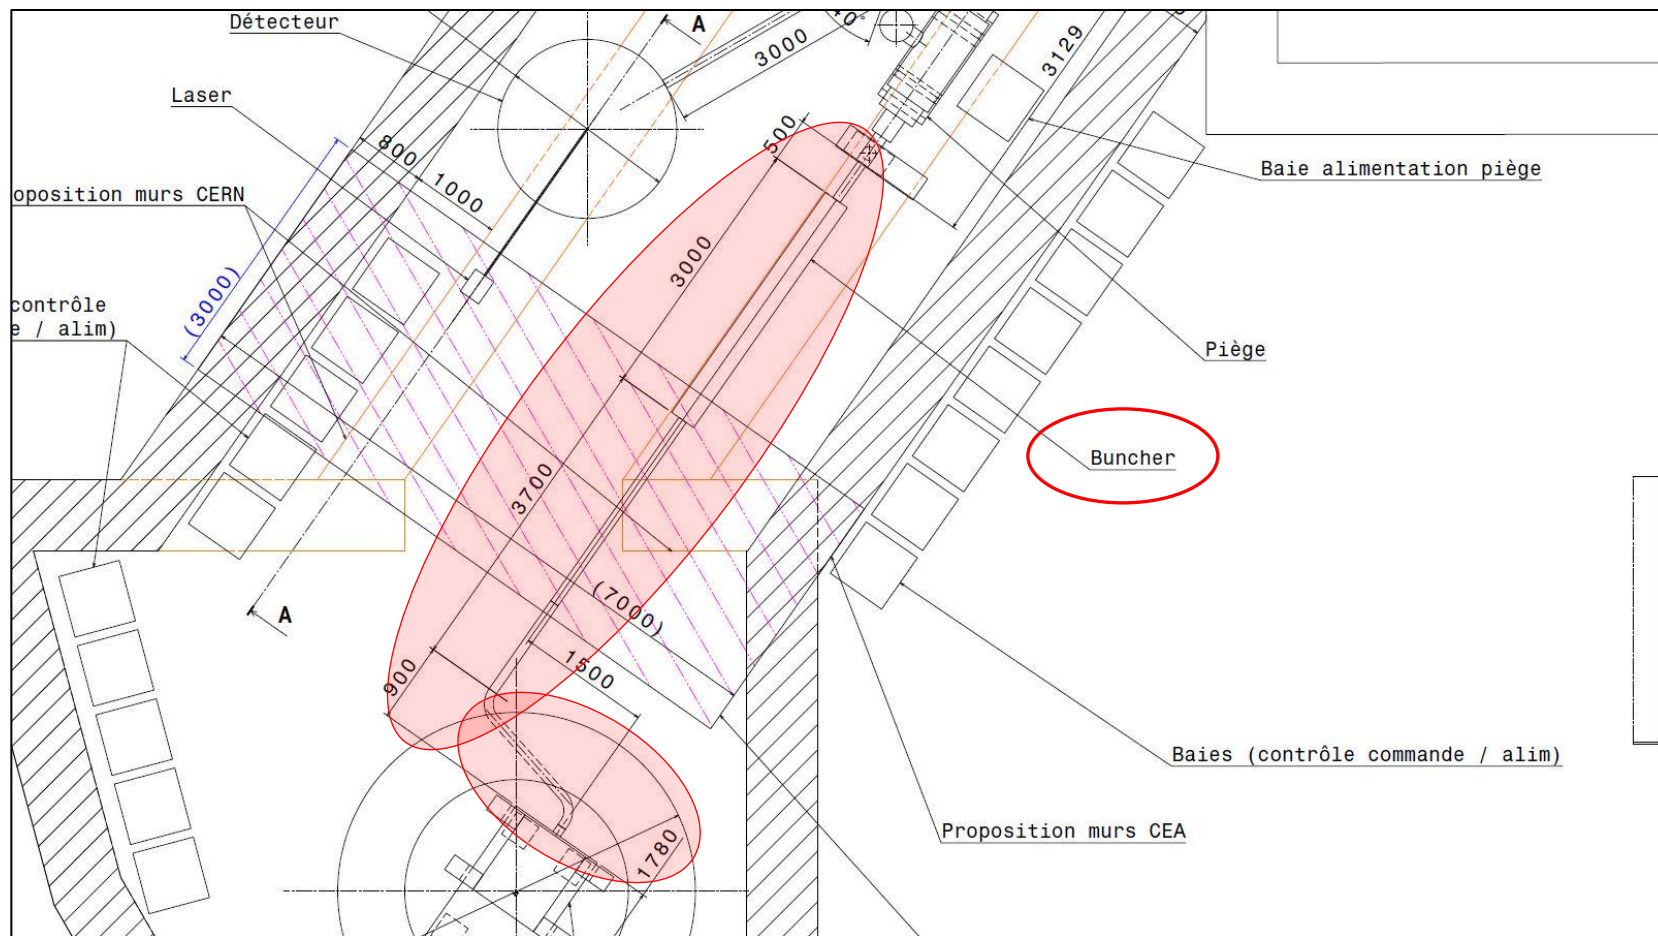 Détecteur
A
40°
3000
3129
Laser
800
500
1000
Baie alimentation piège
oposition murs CERN
3000
(3000)
contrôle
e / alim)
Piège
Buncher
3700
A
(7000)
1500
900
Baies (contrôle commande / alim)
Proposition murs CEA
1780